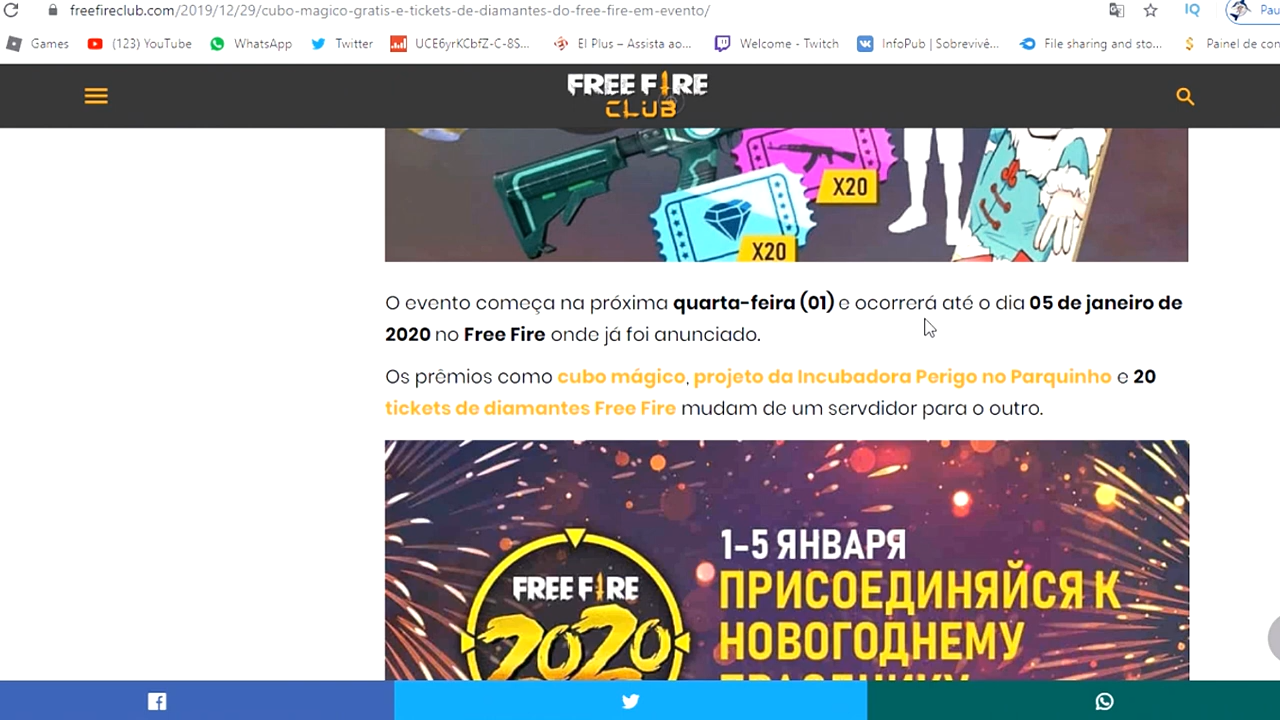 freefireclub.com/2019/12/29/cubo-magico-gratis-e-tickets-de-diamantes-do-free-fire-em-evento/
IQ
Pau
Games
(123) YouTube
WhatsApp
Twitter
UCE6yrKCbfZ-C-8S...
El Plus – Assista ao...
Welcome - Twitch
InfoPub | Sobrevivê...
File sharing and sto...
Painel de con
FREE FIRE
CLUB
X20
X20
O evento começa na próxima quarta-feira (01) e ocorrerá até o dia 05 de janeiro de
2020 no Free Fire onde já foi anunciado.
Os prêmios como cubo mágico, projeto da Incubadora Perigo no Parquinho e 20
tickets de diamantes Free Fire mudam de um servdidor para o outro.
1-5 ЯНВАРЯ
ПРИСОЕДИНЯЙСЯ К
НОВОГОДНЕМУ
ПРАЗДНИКУ
FREE FIRE
2020